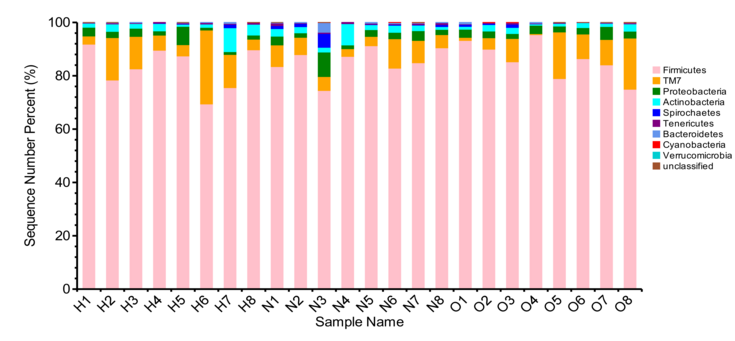 100
80
60
40
20
0
Sequence Number Percent (%)
H1 H2 H3 H4 H5 H6 H7 H8 N1 N2 N3 N4 N5 N6 N7 N8 O1 O2 O3 O4 O5 O6 O7 O8
Sample Name
Firmicutes
TM7
Proteobacteria
Actinobacteria
Spirochaetes
Tenericutes
Bacteroidetes
Cyanobacteria
Verrucomicrobia
unclassified